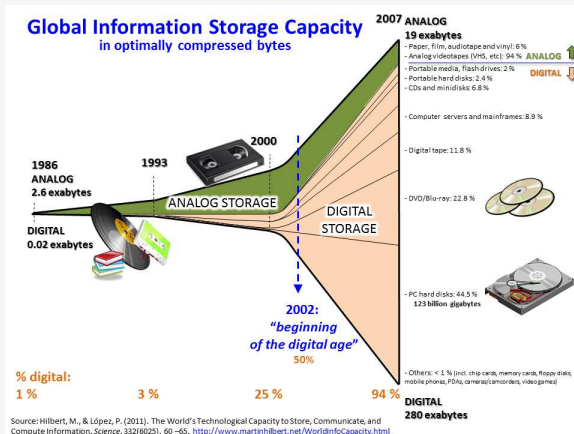 Global Information Storage Capacity
in optimally compressed bytes
2007 ANALOG
19 exabytes
- Paper, film, audiotape and vinyl: 6 %
- Analog videotapes (VHS, etc): 94 %
ANALOG
DIGITAL
- Portable media, flash drives: 2 %
- Portable hard disks: 2.4 %
- CDs and minidisks: 6.8 %
- Computer servers and mainframes: 8.9 %
- Digital tape: 11.8 %
- DVD/Blu-ray: 22.8 %
- PC hard disks: 44.5 %
123 billion gigabytes
- Others: < 1 % (incl. chip cards, memory cards, floppy disks,
mobile phones, PDAs, cameras/camcorders, video games)
DIGITAL
280 exabytes
1986
ANALOG
2.6 exabytes
DIGITAL
0.02 exabytes
1993
2000
ANALOG STORAGE
DIGITAL
STORAGE
2002:
"beginning
of the digital age"
50%
% digital:
1 %
3 %
25 %
94 %
Source: Hilbert, M., & López, P. (2011). The World's Technological Capacity to Store, Communicate, and
Compute Information. Science, 332(6025), 60 –65. http://www.martinhilbert.net/WorldInfoCapacity.html